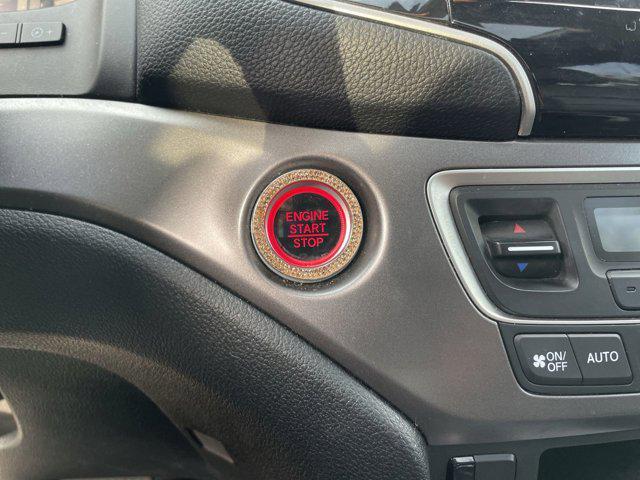 ENGINE
START
STOP
ON/
OFF
AUTO